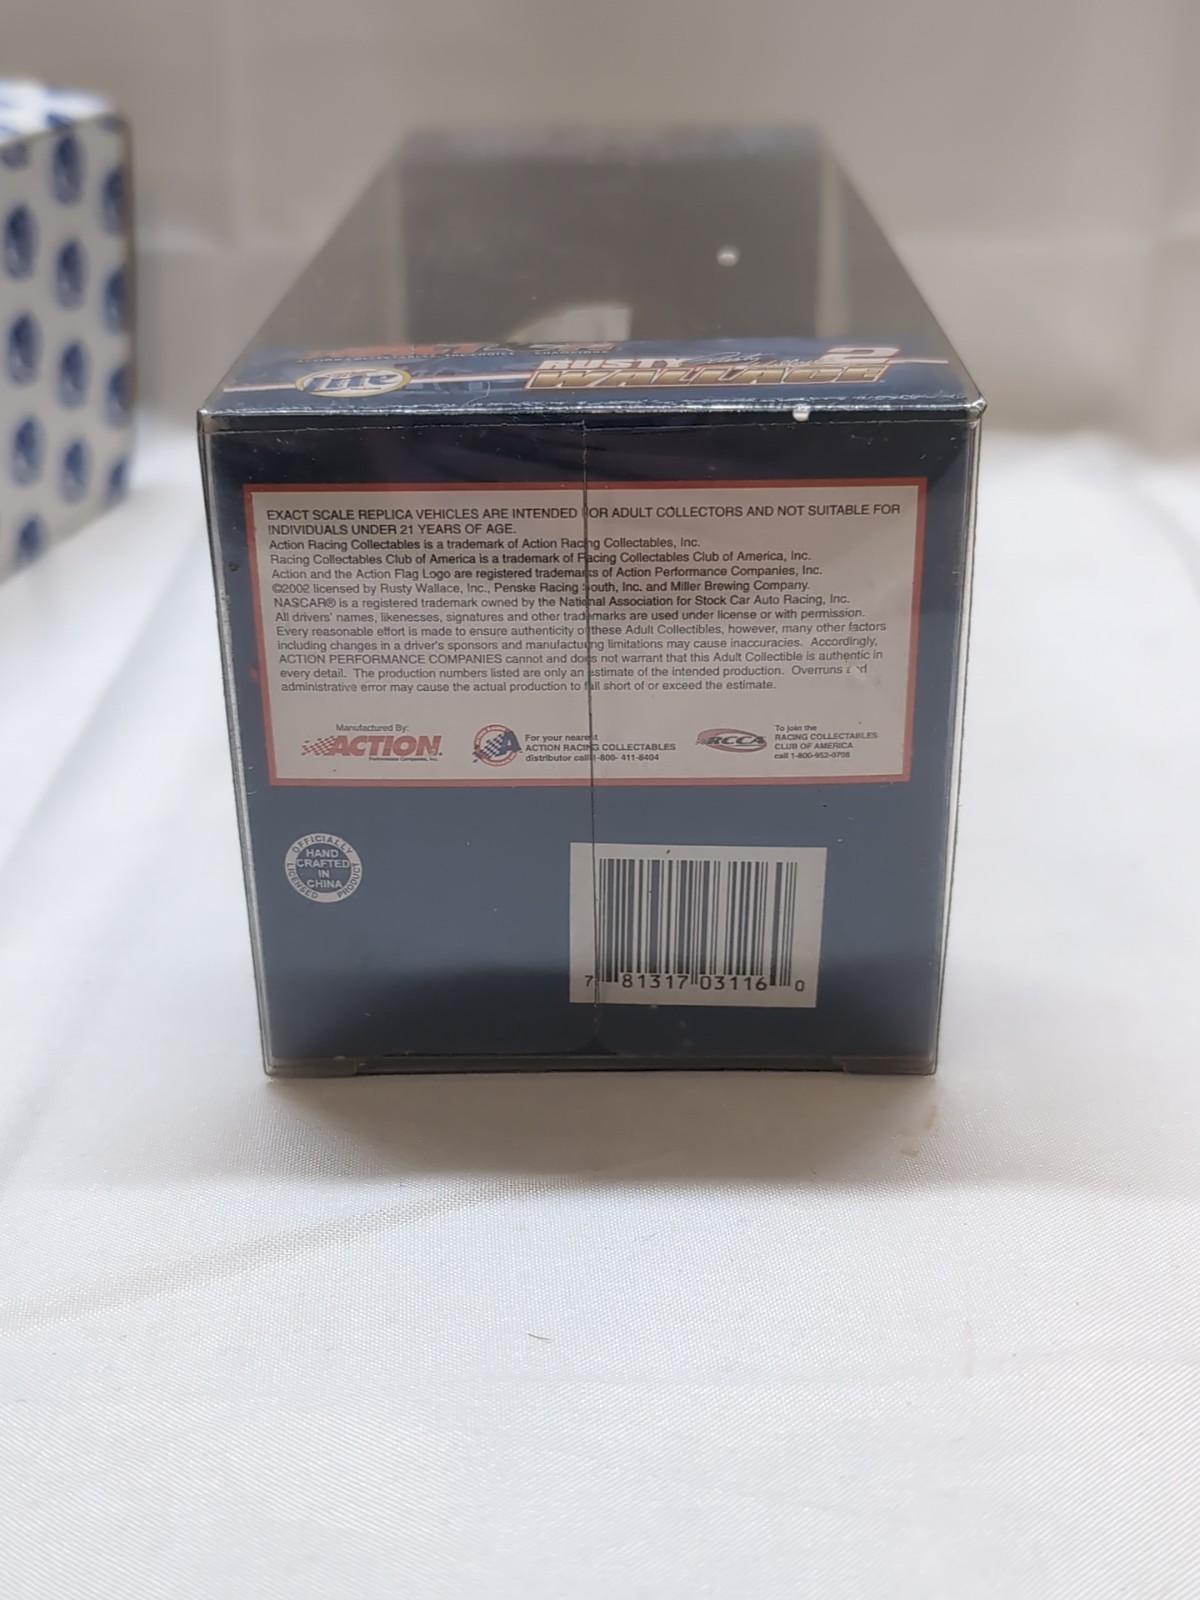 Lite
RUSTY
WALLACE
2
EXACT SCALE REPLICA VEHICLES ARE INTENDED FOR ADULT COLLECTORS AND NOT SUITABLE FOR
INDIVIDUALS UNDER 21 YEARS OF AGE.
Action Racing Collectables is a trademark of Action Racing Collectables, Inc.
Racing Collectables Club of America is a trademark of Racing Collectables Club of America, Inc.
Action and the Action Flag Logo are registered trademarks of Action Performance Companies, Inc.
©2002 licensed by Rusty Wallace, Inc., Penske Racing South, Inc. and Miller Brewing Company.
NASCAR® is a registered trademark owned by the National Association for Stock Car Auto Racing, Inc.
All drivers' names, likenesses, signatures and other trademarks are used under license or with permission.
Every reasonable effort is made to ensure authenticity of these Adult Collectibles, however, many other factors
including changes in a driver's sponsors and manufacturing limitations may cause inaccuracies. Accordingly,
ACTION PERFORMANCE COMPANIES cannot and does not warrant that this Adult Collectible is authentic in
every detail. The production numbers listed are only an estimate of the intended production. Overruns and
administrative error may cause the actual production to fall short of or exceed the estimate.
Manufactured By:
ACTION
Performance Companies, Inc.
For your nearest
ACTION RACING COLLECTABLES
distributor call 1-800-411-8404
RCCA
To join the
RACING COLLECTABLES
CLUB OF AMERICA
call 1-800-952-0708
OFFICIALLY
HAND
CRAFTED
IN
CHINA
LICENSED PRODUCT
7 81317 03116 0